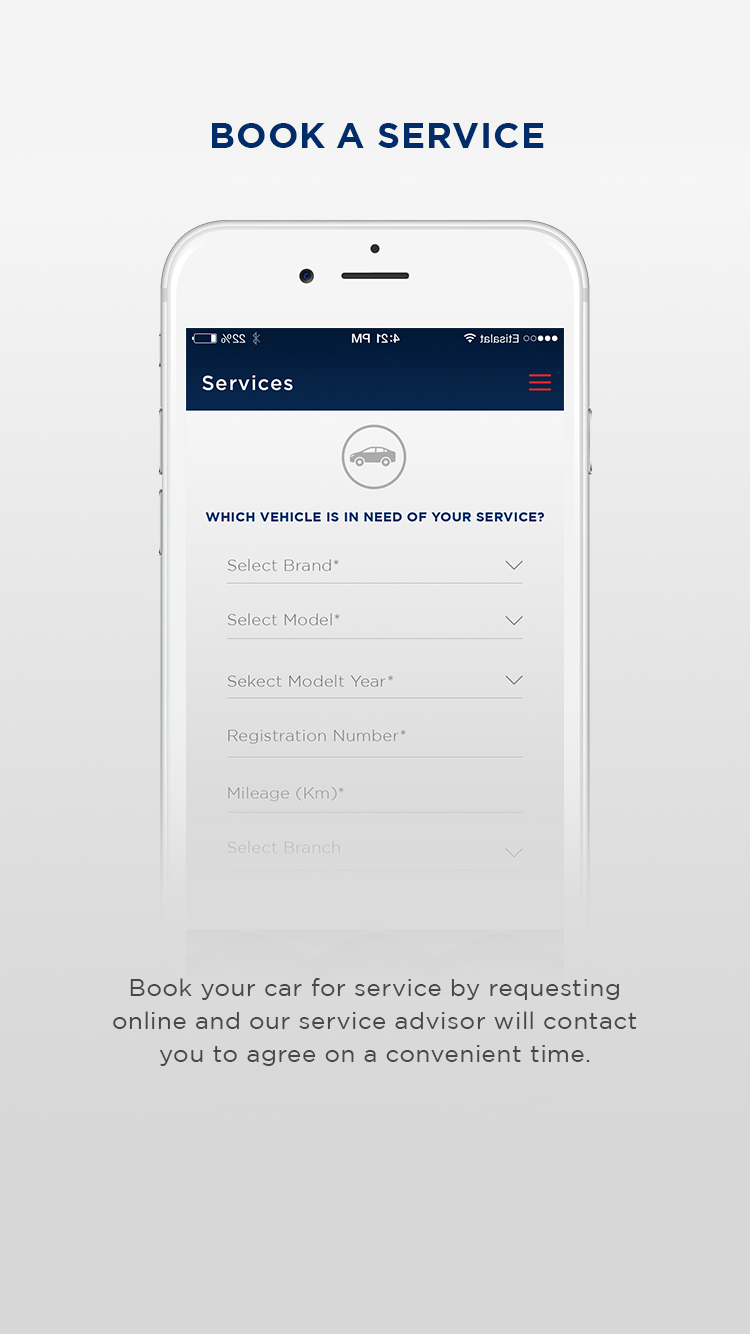 BOOK A SERVICE
●●●○○ Etisalat 4:21 PM 22%
Services
WHICH VEHICLE IS IN NEED OF YOUR SERVICE?
Select Brand*
Select Model*
Sekect Modelt Year*
Registration Number*
Mileage (Km)*
Select Branch
Book your car for service by requesting
online and our service advisor will contact
you to agree on a convenient time.